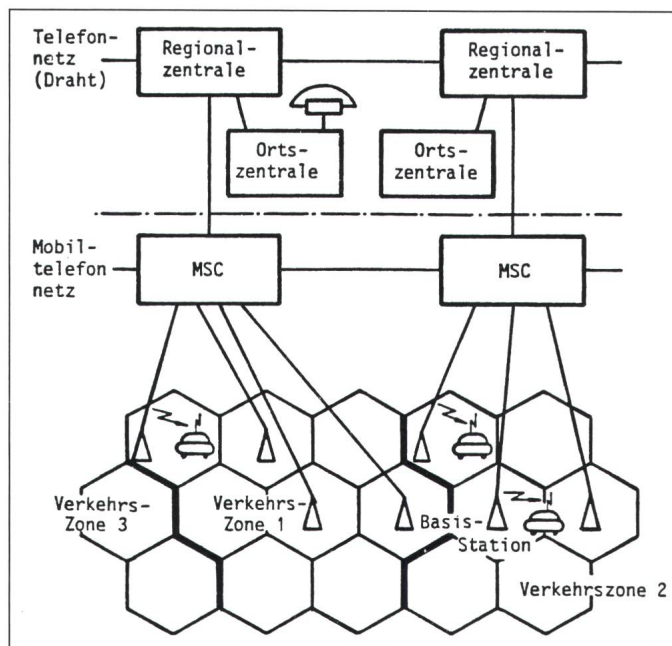 Telefon-
netz
(Draht)
Regional-
zentrale
Regional-
zentrale
Orts-
zentrale
Orts-
zentrale
Mobil-
telefon
netz
MSC
MSC
Verkehrs-
Zone 3
Verkehrs-
Zone 1
Basis-
Station
Verkehrszone 2